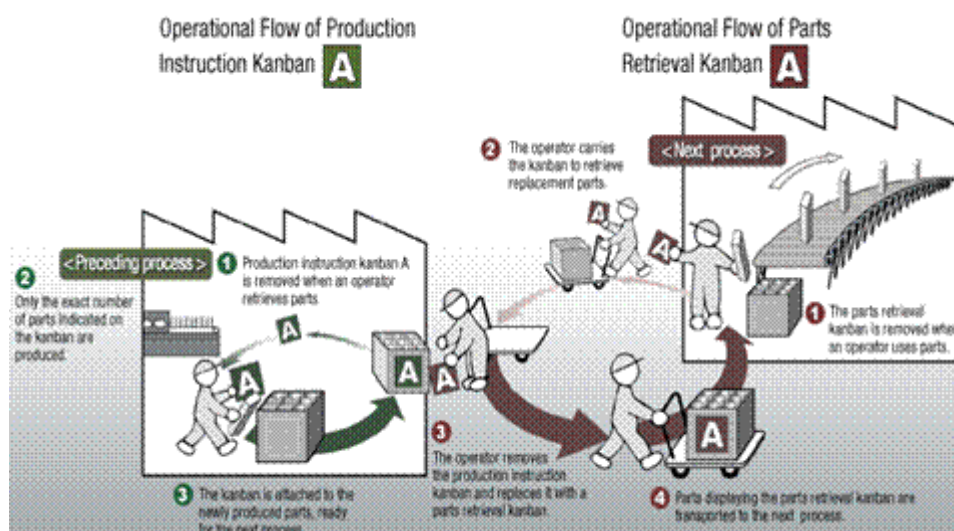 Operational Flow of Production
Instruction Kanban A
Operational Flow of Parts
Retrieval Kanban A
2 The operator carries
the kanban to retrieve
replacement parts.
<Next process>
A
A
<Preceding process>
1 Production instruction kanban A
is removed when an operator
retrieves parts.
2
Only the exact number
of parts indicated on
the kanban are
produced.
A
A
A
A
1 The parts retrieval
kanban is removed when
an operator uses parts.
A
3
The operator removes
the production instruction
kanban and replaces it with a
parts retrieval kanban.
3 The kanban is attached to the
newly produced parts, ready
for the next process
4 Parts displaying the parts retrieval kanban are
transported to the next process.